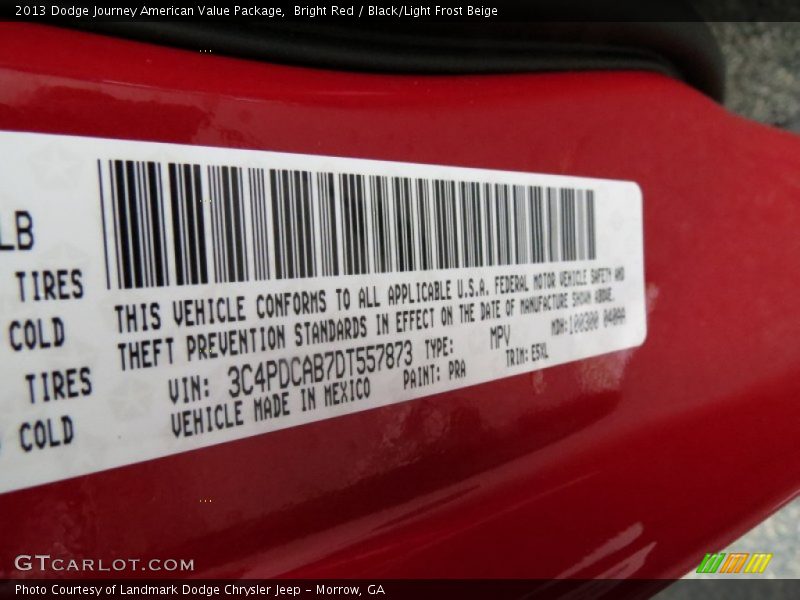 2013 Dodge Journey American Value Package,  Bright Red / Black/Light Frost Beige
LB
TIRES
COLD
TIRES
COLD
THIS VEHICLE CONFORMS TO ALL APPLICABLE U.S.A. FEDERAL MOTOR VEHICLE SAFETY AND
THEFT PREVENTION STANDARDS IN EFFECT ON THE DATE OF MANUFACTURE SHOWN ABOVE.
VIN: 3C4PDCAB7DT557873 TYPE: MPV MDH:100300 040AA
VEHICLE MADE IN MEXICO PAINT: PRA TRIM: E5XL
GTCARLOT.COM
Photo Courtesy of Landmark Dodge Chrysler Jeep - Morrow, GA